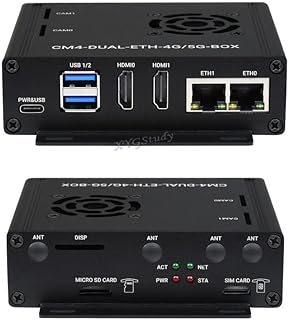 CAM1
CAM0
CM4-DUAL-ETH-4G/5G-BOX
USB 1/2
HDMI0
HDMI1
ETH1
ETH0
PWR&USB
XYGStudy
CM4-DUAL-ETH-4G/5G-BOX
CAM0
CAM1
ANT
DISP
ANT
ANT
ANT
ACT
NET
MICRO SD CARD
PWR
STA
SIM CARD